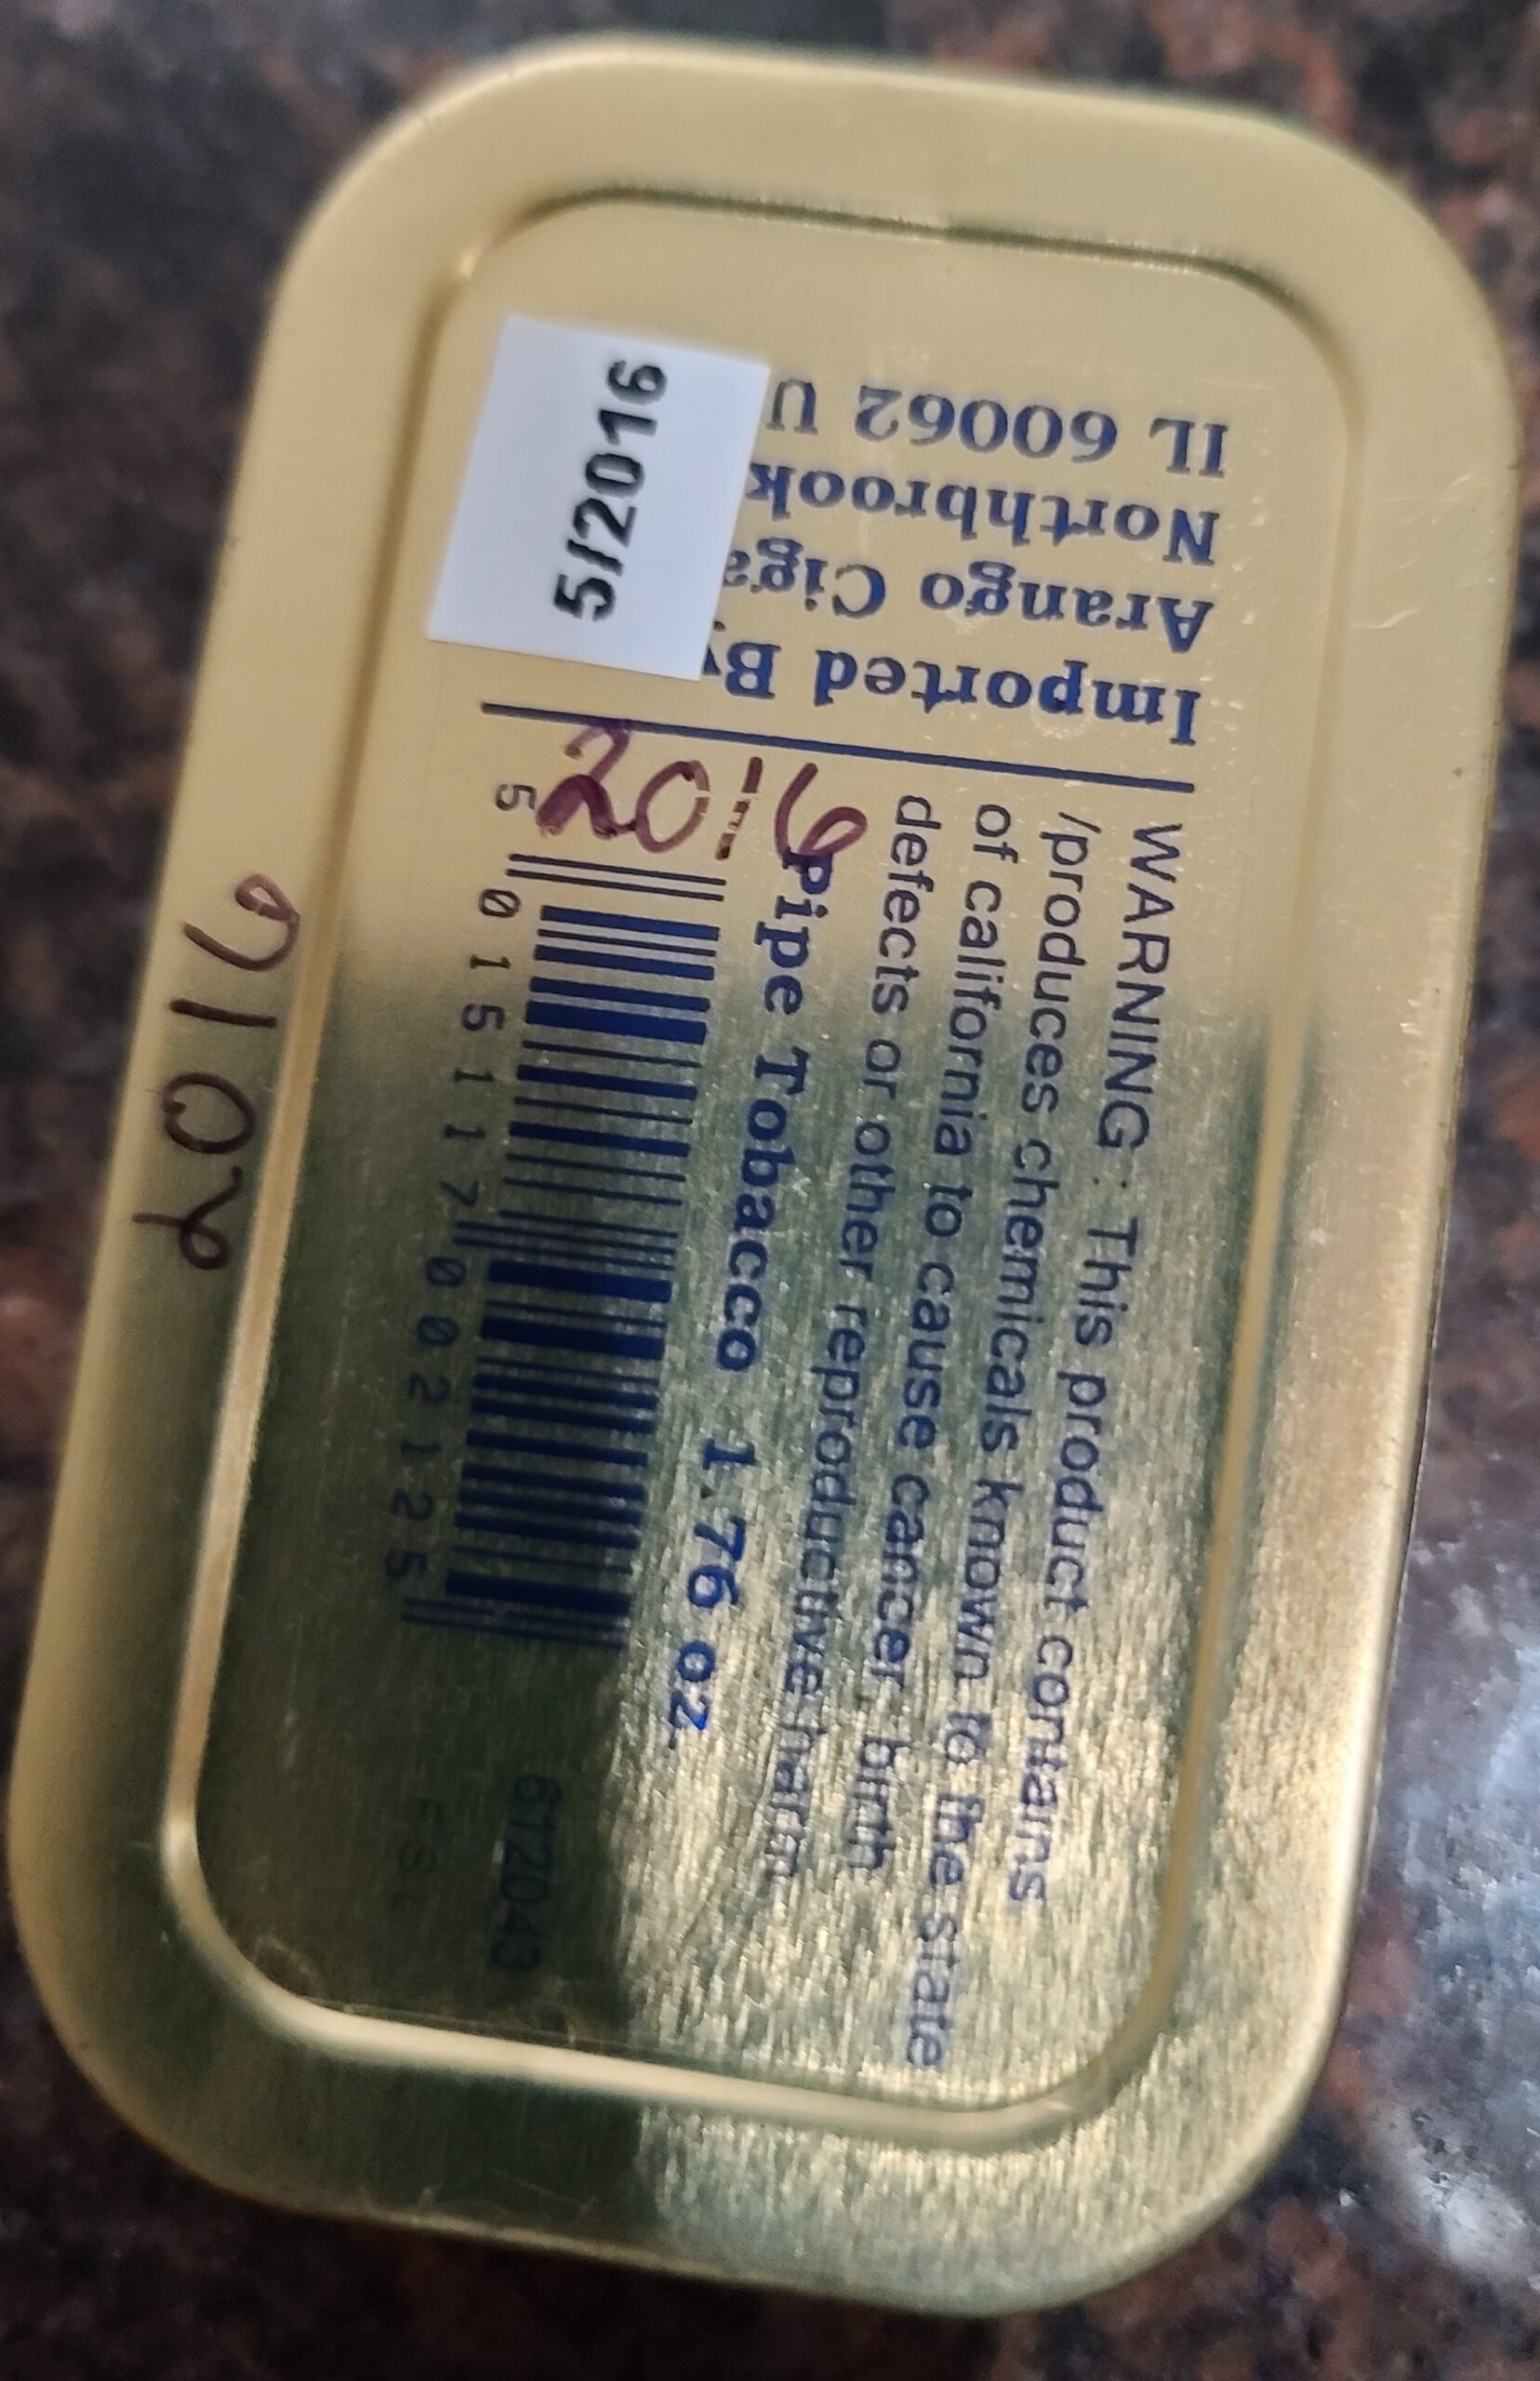 WARNING : This product contains
/produces chemicals known to the state
of california to cause cancer, birth
defects or other reproductive harm
Pipe Tobacco 1.76 oz
5 015117 002125
612043
Imported By
Arango Ciga
Northbrook
IL 60062 U
5/2016
2016
2016